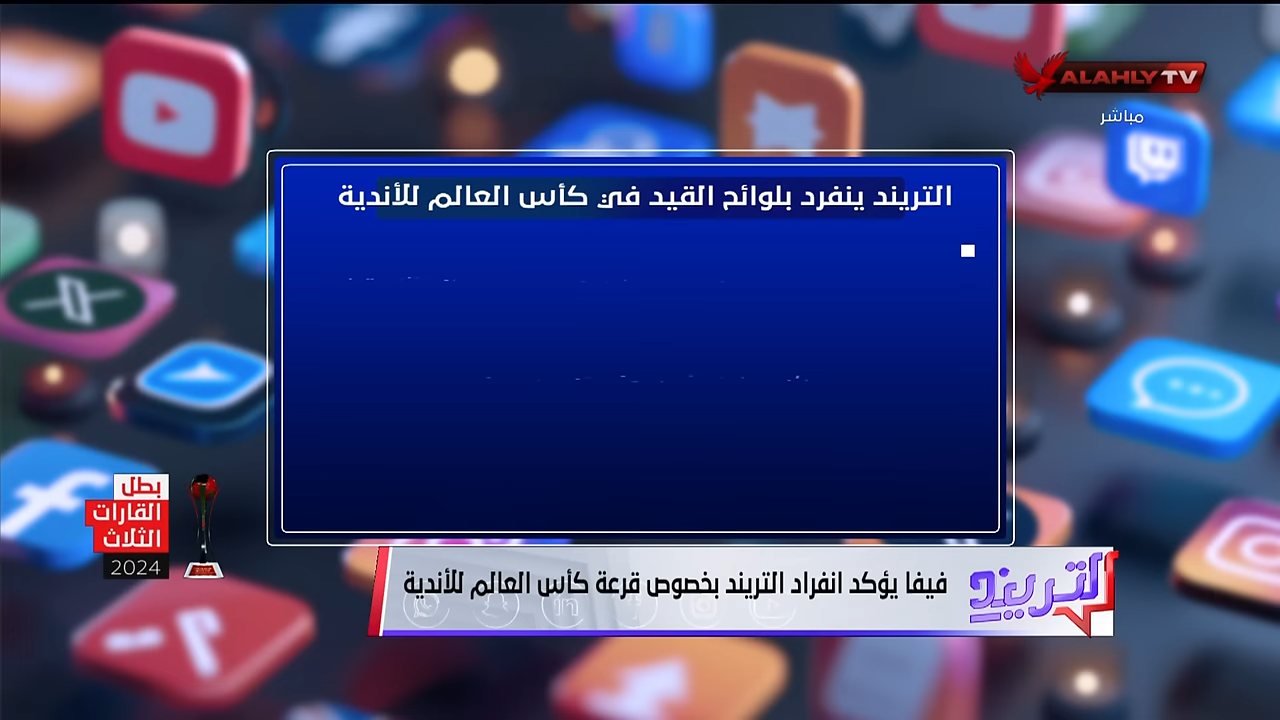 ALAHLY TV
مباشر
التريند ينفرد بلوائح القيد في كأس العالم للأندية
بطل
القارات
الثلاث
2024
فيفا يؤكد انفراد التريند بخصوص قرعة كأس العالم للأندية
التريند